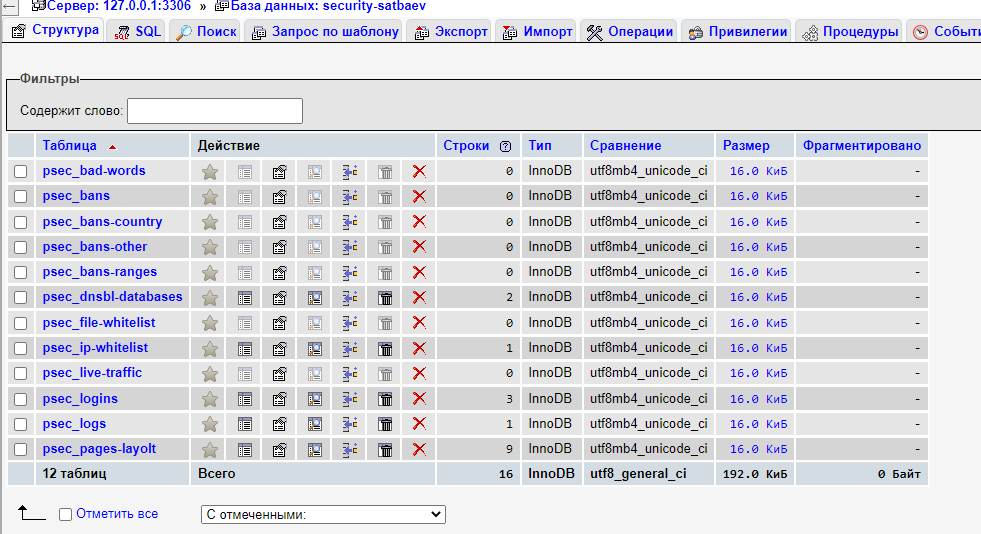 Сервер: 127.0.0.1:3306 » База данных: security-satbaev
Структура SQL Поиск Запрос по шаблону Экспорт Импорт Операции Привилегии Процедуры Событи
Фильтры
Содержит слово:
Таблица Действие Строки Тип Сравнение Размер Фрагментировано
psec_bad-words 0 InnoDB utf8mb4_unicode_ci 16.0 КиБ -
psec_bans 0 InnoDB utf8mb4_unicode_ci 16.0 КиБ -
psec_bans-country 0 InnoDB utf8mb4_unicode_ci 16.0 КиБ -
psec_bans-other 0 InnoDB utf8mb4_unicode_ci 16.0 КиБ -
psec_bans-ranges 0 InnoDB utf8mb4_unicode_ci 16.0 КиБ -
psec_dnsbl-databases 2 InnoDB utf8mb4_unicode_ci 16.0 КиБ -
psec_file-whitelist 0 InnoDB utf8mb4_unicode_ci 16.0 КиБ -
psec_ip-whitelist 1 InnoDB utf8mb4_unicode_ci 16.0 КиБ -
psec_live-traffic 0 InnoDB utf8mb4_unicode_ci 16.0 КиБ -
psec_logins 3 InnoDB utf8mb4_unicode_ci 16.0 КиБ -
psec_logs 1 InnoDB utf8mb4_unicode_ci 16.0 КиБ -
psec_pages-layolt 9 InnoDB utf8mb4_unicode_ci 16.0 КиБ -
12 таблиц Всего 16 InnoDB utf8_general_ci 192.0 КиБ 0 Байт
Отметить все С отмеченными: